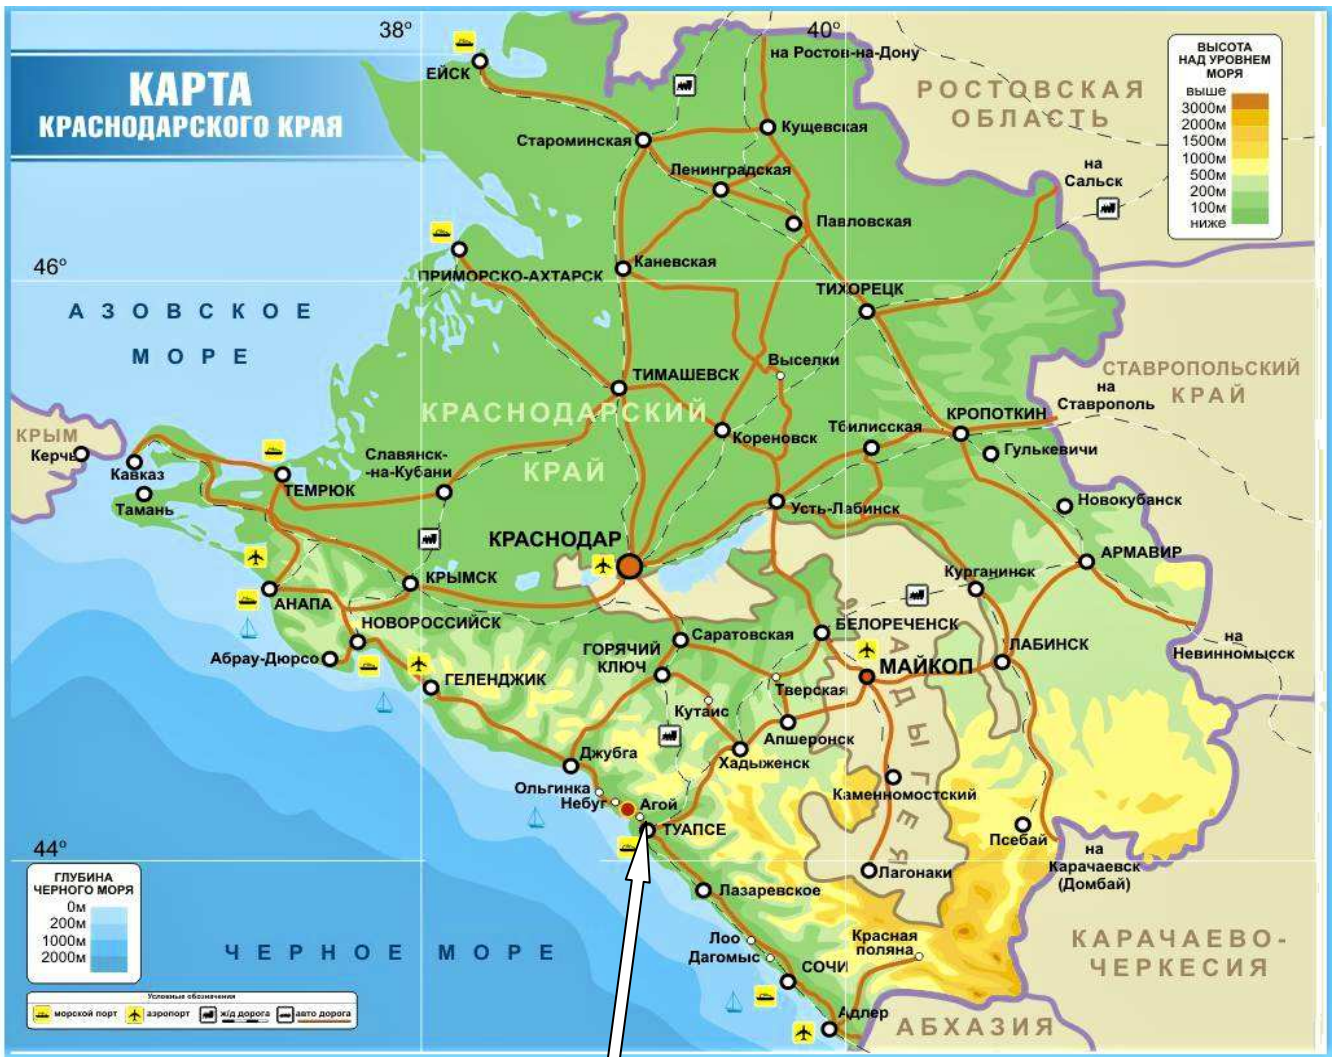 38°
40°
КАРТА
КРАСНОДАРСКОГО КРАЯ
ЕЙСК
на Ростов-на-Дону
РОСТОВСКАЯ
ОБЛАСТЬ
ВЫСОТА
НАД УРОВНЕМ
МОРЯ
выше
3000м
2000м
1500м
1000м
500м
200м
100м
ниже
Староминская
Кущевская
Ленинградская
на
Сальск
Павловская
46°
ПРИМОРСКО-АХТАРСК
Каневская
ТИХОРЕЦК
АЗОВСКОЕ
МОРЕ
Выселки
ТИМАШЕВСК
СТАВРОПОЛЬСКИЙ
КРАЙ
на
Ставрополь
КРАСНОДАРСКИЙ
КРАЙ
КРОПОТКИН
Тбилисская
Кореновск
Гулькевичи
КРЫМ
Керчь
Кавказ
Тамань
ТЕМРЮК
Славянск-
-на-Кубани
Новокубанск
Усть-Лабинск
КРАСНОДАР
АРМАВИР
Курганинск
КРЫМСК
АНАПА
НОВОРОССИЙСК
Абрау-Дюрсо
ГЕЛЕНДЖИК
ГОРЯЧИЙ
КЛЮЧ
Саратовская
БЕЛОРЕЧЕНСК
МАЙКОП
ЛАБИНСК
на
Невинномысск
АДЫГЕЯ
Тверская
Кутаис
Апшеронск
Хадыженск
Джубга
Ольгинка
Небуг
Агой
ТУАПСЕ
Каменномостский
Псебай
на
Карачаевск
(Домбай)
44°
Лагонаки
Лазаревское
ГЛУБИНА
ЧЕРНОГО МОРЯ
0м
200м
1000м
2000м
ЧЕРНОЕ МОРЕ
Лоо
Дагомыс
Красная
поляна
СОЧИ
КАРАЧАЕВО-
ЧЕРКЕСИЯ
Адлер
АБХАЗИЯ
Условные обозначения
морской порт
аэропорт
ж/д дорога
авто дорога